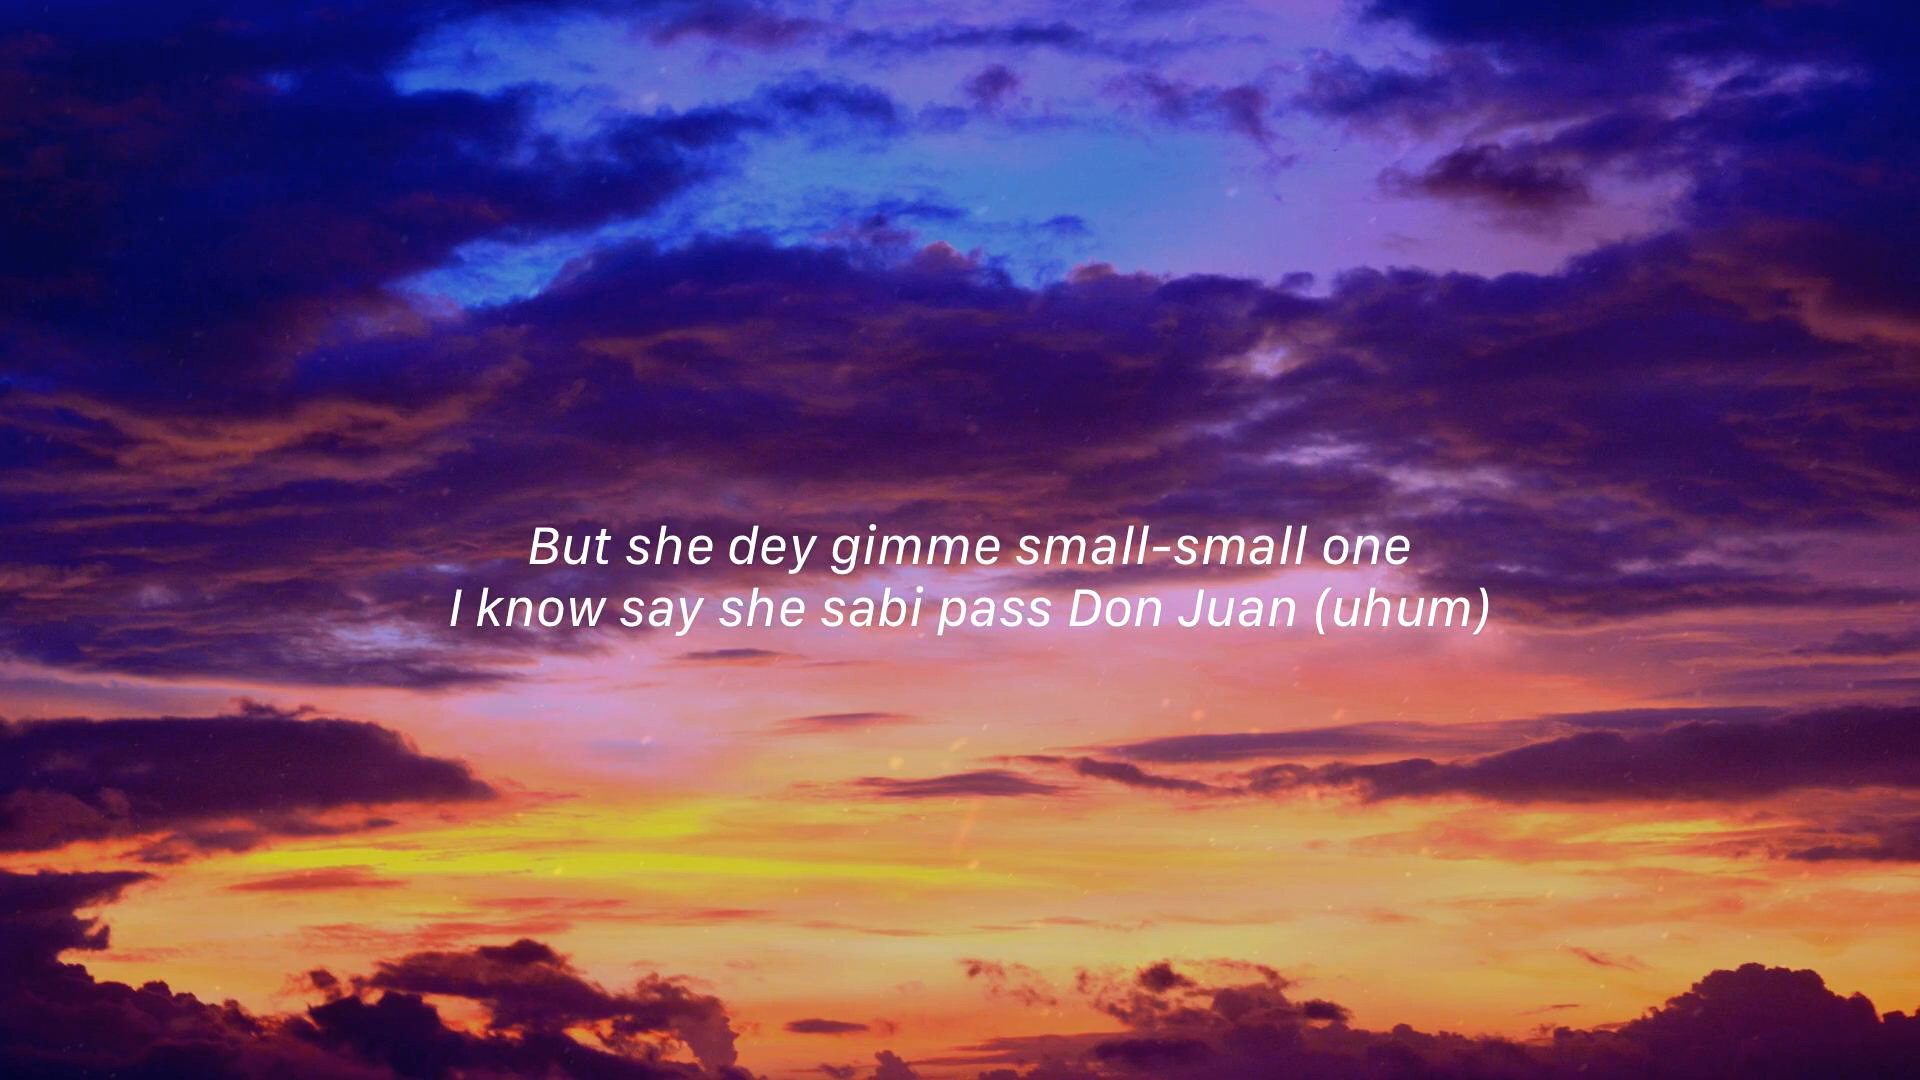 But she dey gimme small-small one
I know say she sabi pass Don Juan (uhum)